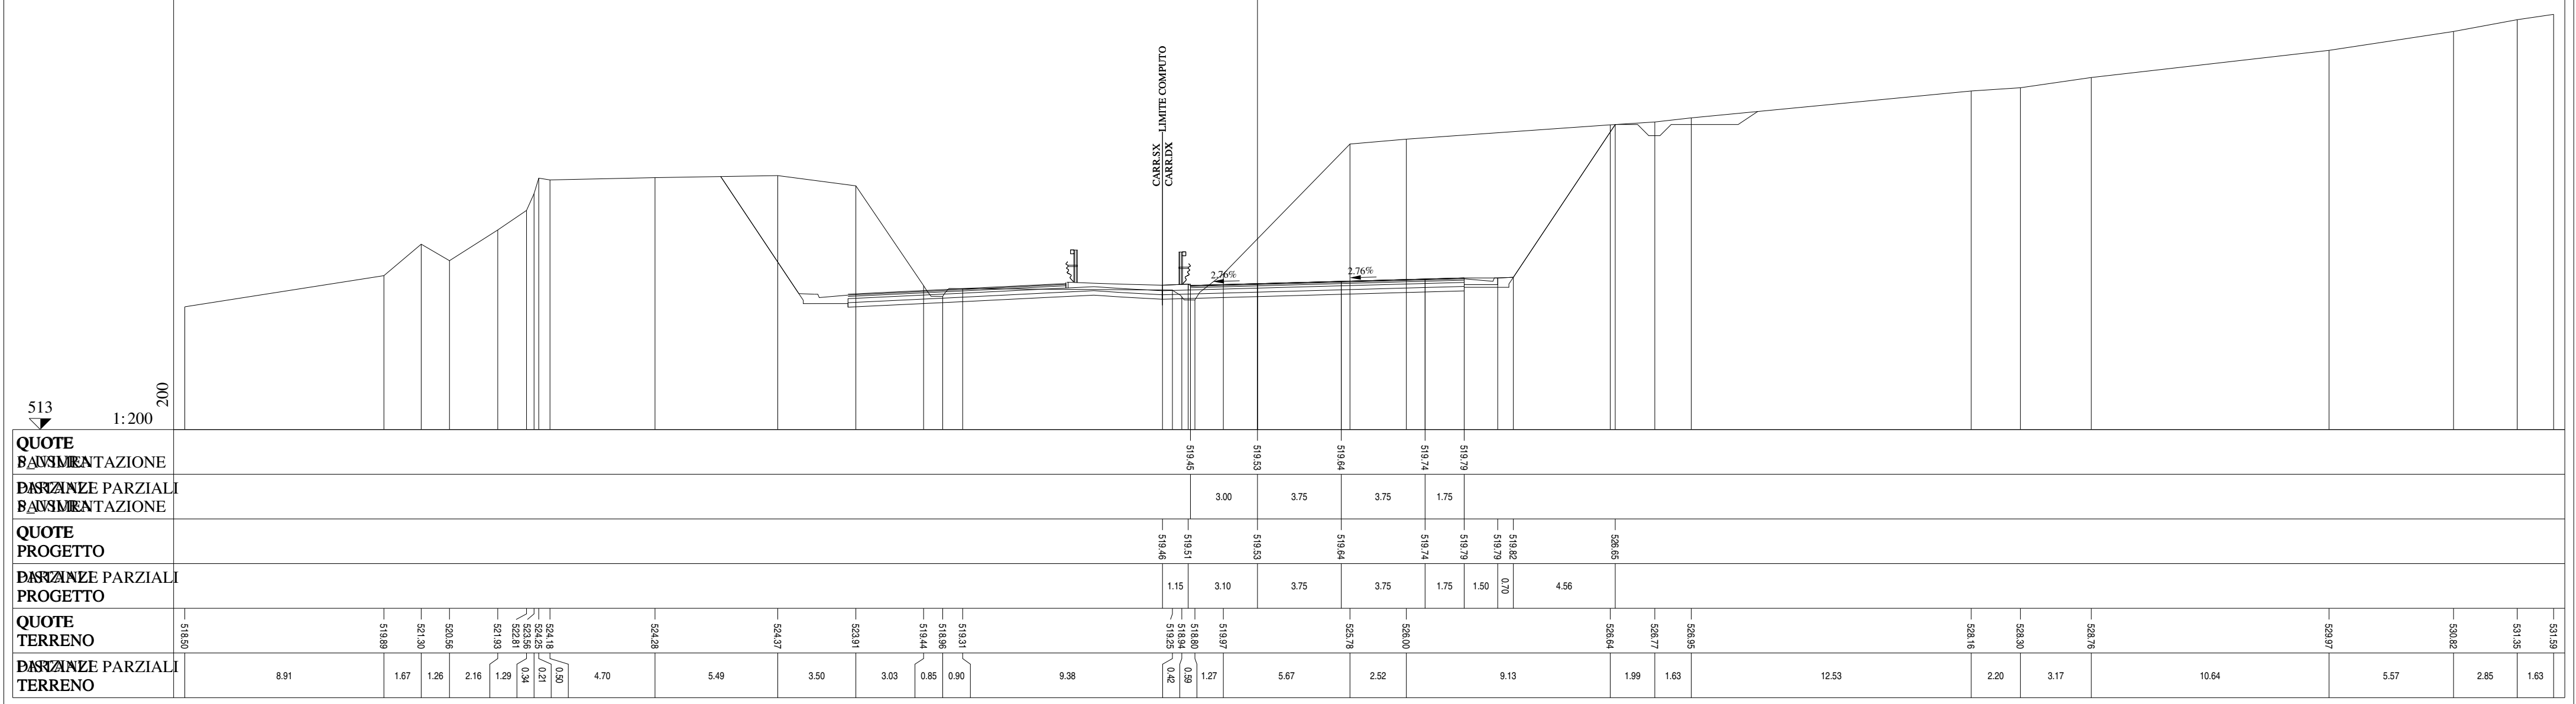 LIMITE COMPUTO
CARR.SX
CARR.DX
2.76%
2.76%
200
513
1:200
QUOTE
PAVIMENTAZIONE
519.45 519.53 519.64 519.74 519.79
PARZIALI
PAVIMENTAZIONE
3.00 3.75 3.75 1.75
QUOTE
PROGETTO
519.46 519.51 519.53 519.64 519.74 519.79 519.79 519.82 526.65
PARZIALI
PROGETTO
1.15 3.10 3.75 3.75 1.75 1.50 0.70 4.56
QUOTE
TERRENO
518.50 519.89 521.30 520.56 521.93 522.81 523.56 524.25 524.18 524.28 524.37 523.91 519.44 518.96 519.31 519.25 518.94 518.80 519.97 525.78 526.00 526.64 526.77 526.95 528.16 528.30 528.76 529.97 530.82 531.35 531.59
PARZIALI
TERRENO
8.91 1.67 1.26 2.16 1.29 0.34 0.21 0.50 4.70 5.49 3.50 3.03 0.85 0.90 9.38 0.42 0.59 1.27 5.67 2.52 9.13 1.99 1.63 12.53 2.20 3.17 10.64 5.57 2.85 1.63